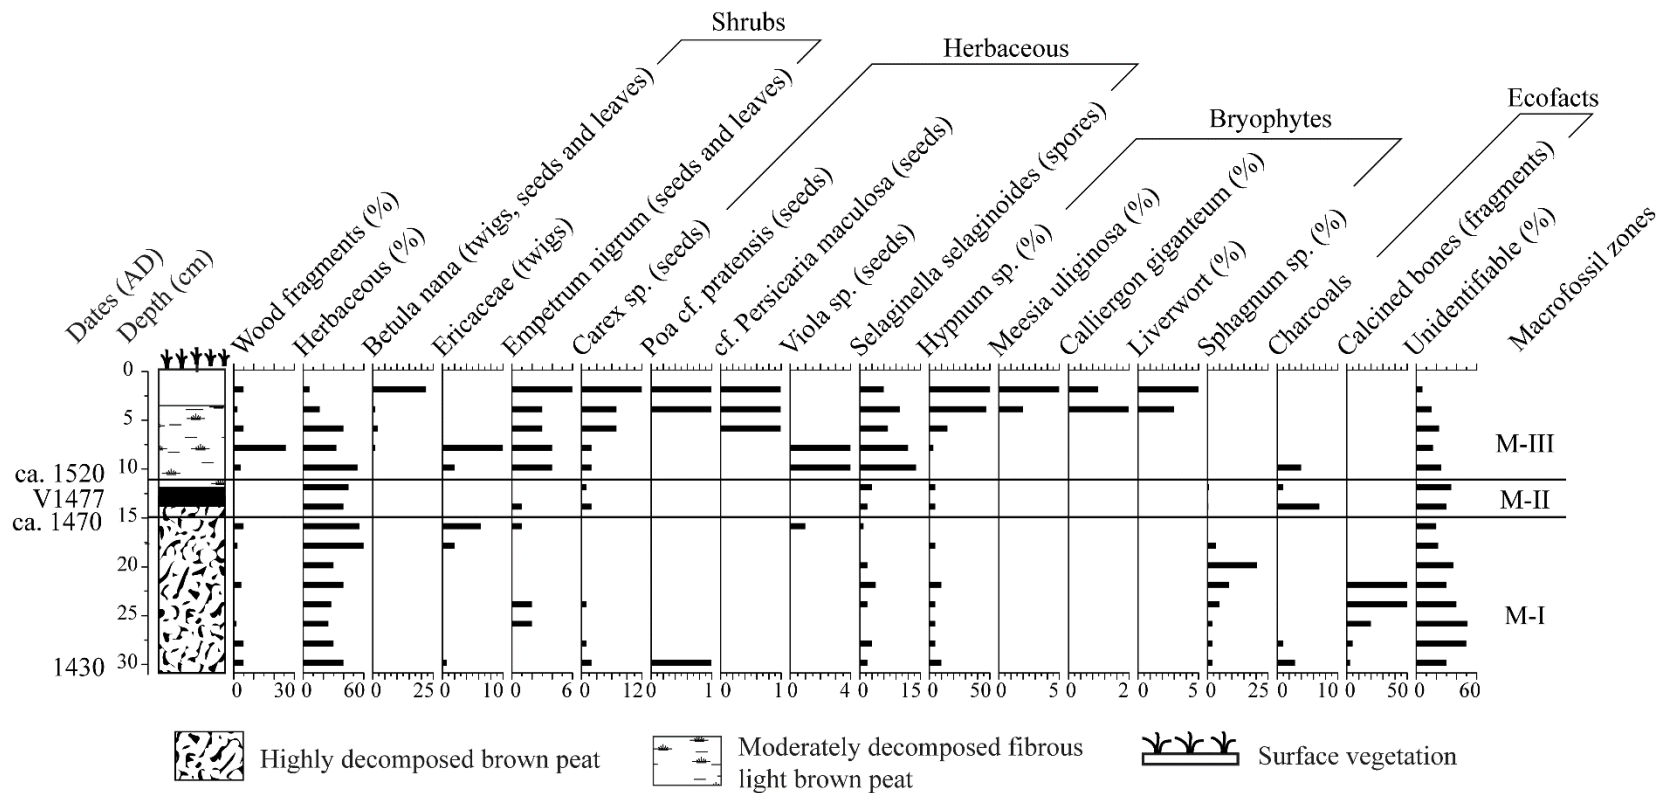 Shrubs
Herbaceous
Ecofacts
Bryophytes
Dates (AD)
Depth (cm)
Wood fragments (%)
Herbaceous (%)
Betula nana (twigs, seeds and leaves)
Ericaceae (twigs)
Empetrum nigrum (seeds and leaves)
Carex sp. (seeds)
Poa cf. pratensis (seeds)
cf. Persicaria maculosa (seeds)
Viola sp. (seeds)
Selaginella selaginoides (spores)
Hypnum sp. (%)
Meesia uliginosa (%)
Calliergon giganteum (%)
Liverwort (%)
Sphagnum sp. (%)
Charcoals
Calcined bones (fragments)
Unidentifiable (%)
Macrofossil zones
0
5
10
ca. 1520
M-III
V1477
M-II
15
ca. 1470
20
25
M-I
30
1430
0 30 0 60 0 25 0 10 0 6 0 12 0 1 0 1 0 4 0 15 0 50 0 5 0 2 0 5 0 25 0 10 0 50 0 60
Highly decomposed brown peat
Moderately decomposed fibrous
light brown peat
Surface vegetation